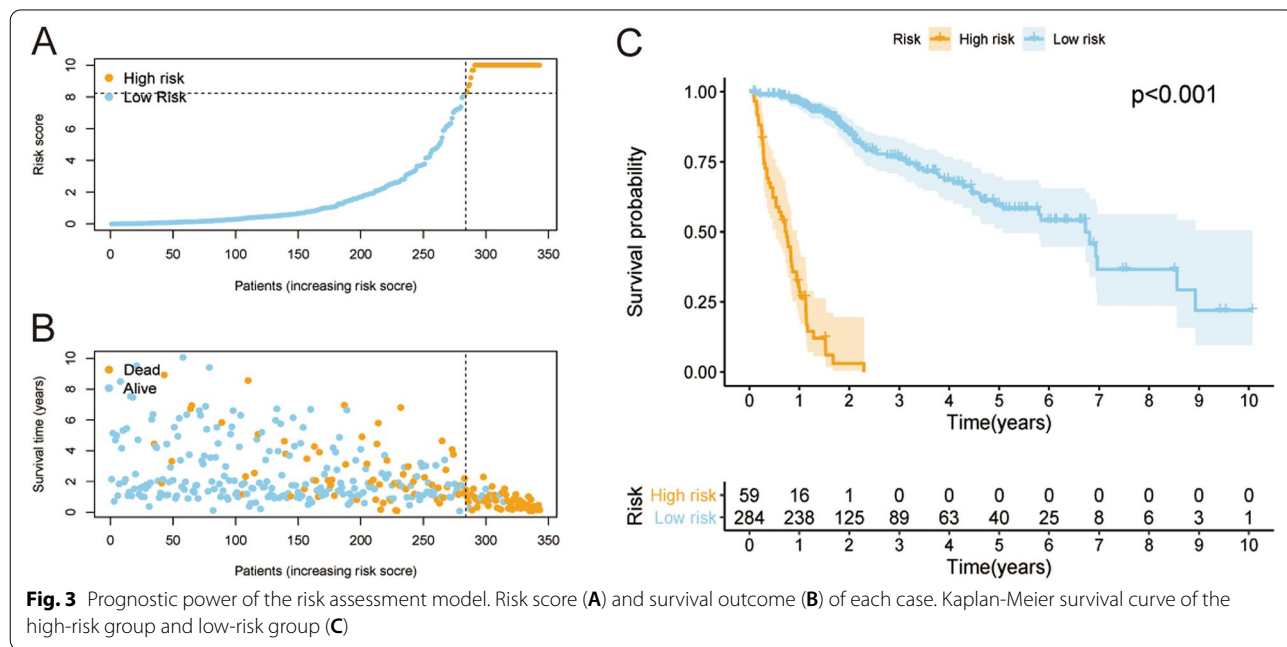 A
High risk
Low Risk
Risk score
10
8
6
4
2
0
0 50 100 150 200 250 300 350
Patients (increasing risk socre)
B
Dead
Alive
Survival time (years)
10
8
6
4
2
0
0 50 100 150 200 250 300 350
Patients (increasing risk socre)
C
Risk High risk Low risk
p<0.001
Survival probability
1.00
0.75
0.50
0.25
0.00
0 1 2 3 4 5 6 7 8 9 10
Time(years)
Risk
High risk 59 16 1 0 0 0 0 0 0 0 0
Low risk 284 238 125 89 63 40 25 8 6 3 1
0 1 2 3 4 5 6 7 8 9 10
Time(years)
Fig. 3 Prognostic power of the risk assessment model. Risk score (A) and survival outcome (B) of each case. Kaplan-Meier survival curve of the
high-risk group and low-risk group (C)